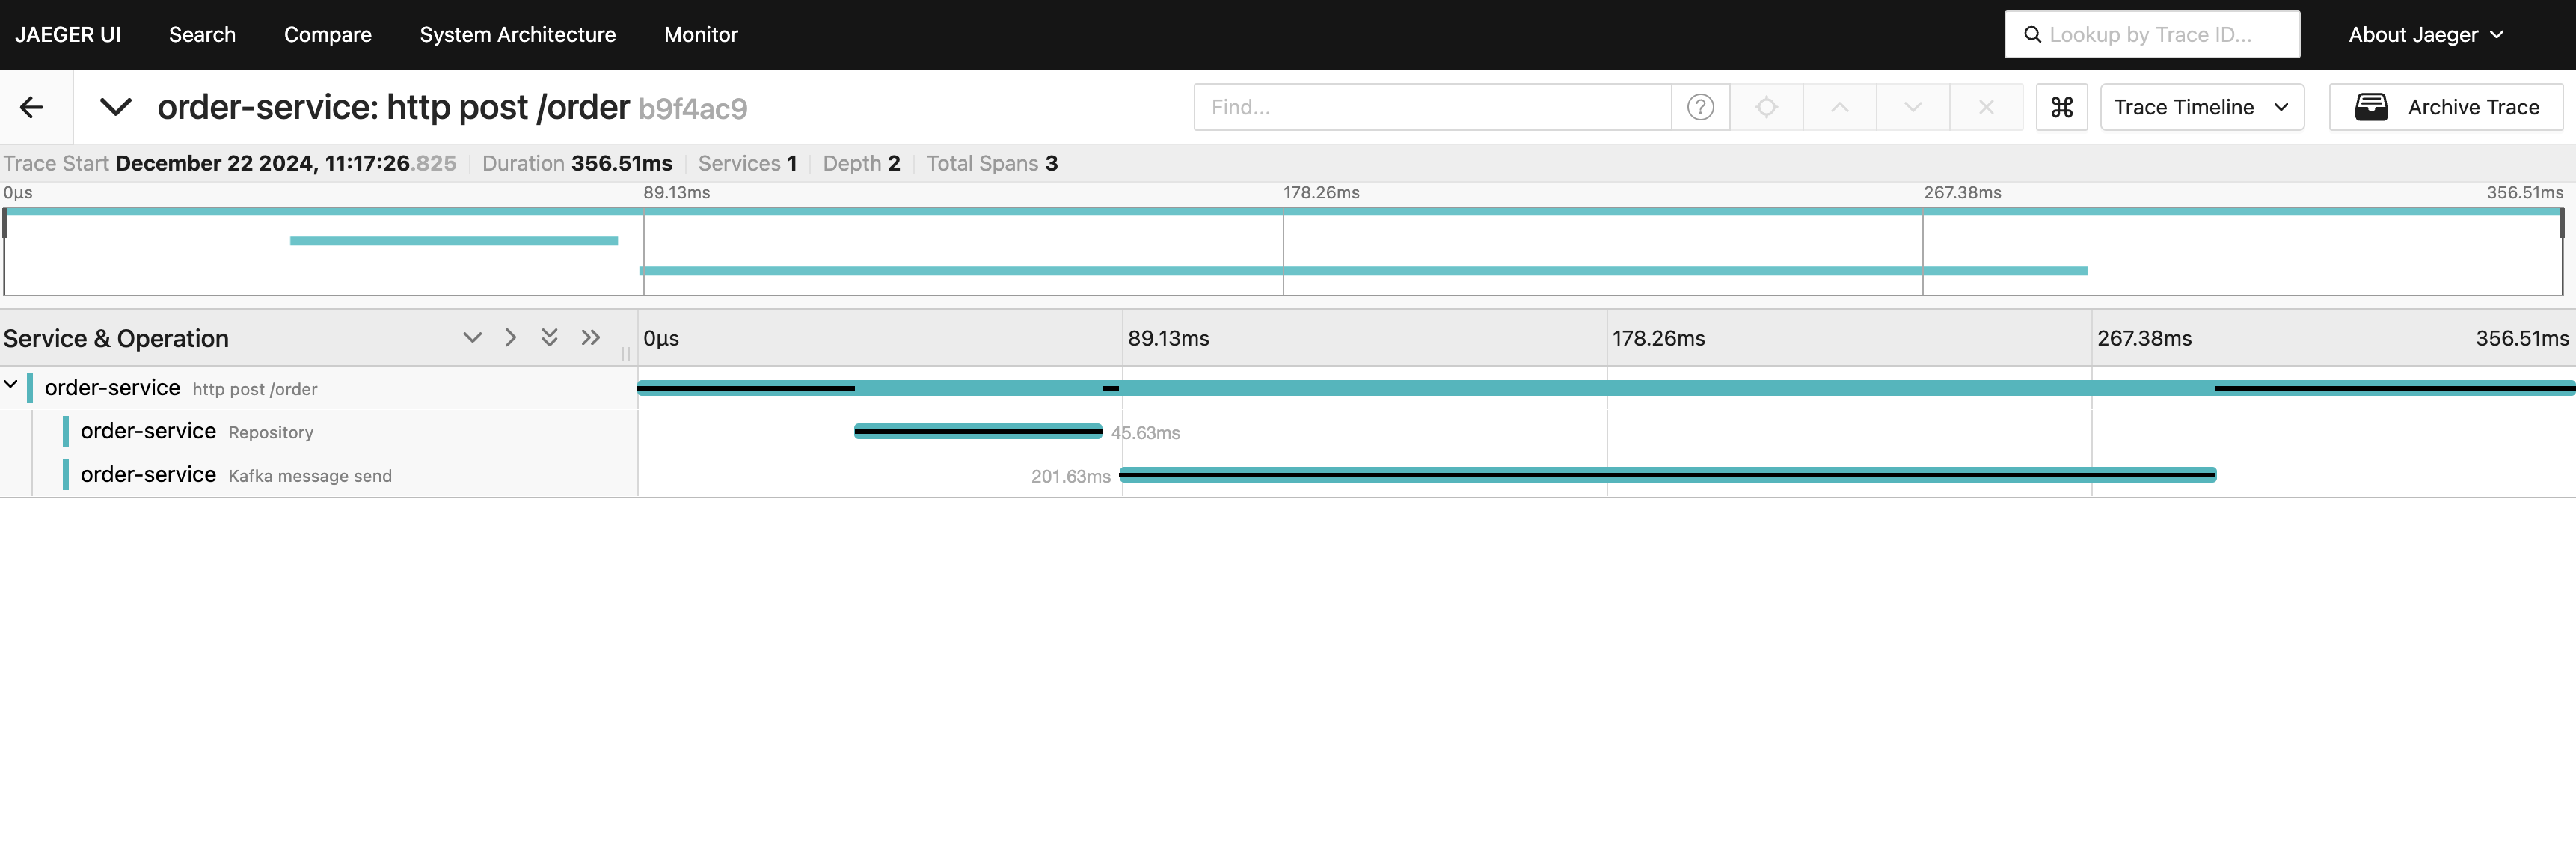 JAEGER UI Search Compare System Architecture Monitor Lookup by Trace ID... About Jaeger
order-service: http post /order b9f4ac9 Find... ? ⌘ Trace Timeline Archive Trace
Trace Start December 22 2024, 11:17:26.825 Duration 356.51ms Services 1 Depth 2 Total Spans 3
0μs 89.13ms 178.26ms 267.38ms 356.51ms
Service & Operation 0μs 89.13ms 178.26ms 267.38ms 356.51ms
order-service http post /order
order-service Repository 45.63ms
order-service Kafka message send 201.63ms